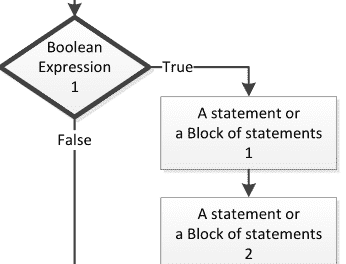 Boolean
Expression
1
True
False
A statement or
a Block of statements
1
A statement or
a Block of statements
2